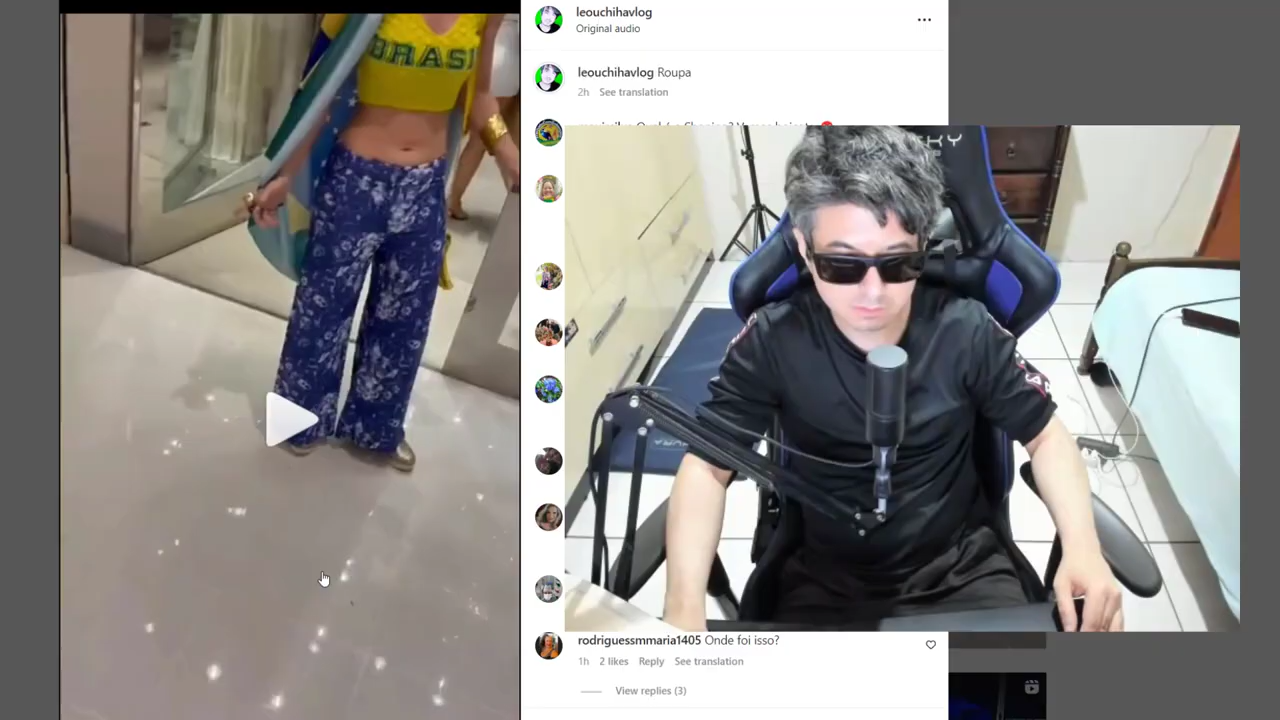 BRASI
leouchihavlog
Original audio
leouchihavlog Roupa
2h See translation
rodriguessmmaria1405 Onde foi isso?
1h 2 likes Reply See translation
View replies (3)